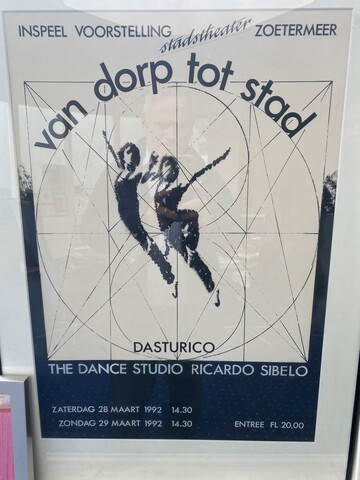 INSPEEL VOORSTELLING stadstheater ZOETERMEER
van dorp tot stad
DASTURICO
THE DANCE STUDIO RICARDO SIBELO
ZATERDAG 28 MAART 1992 14.30
ZONDAG 29 MAART 1992 14.30 ENTREE FL 20,00